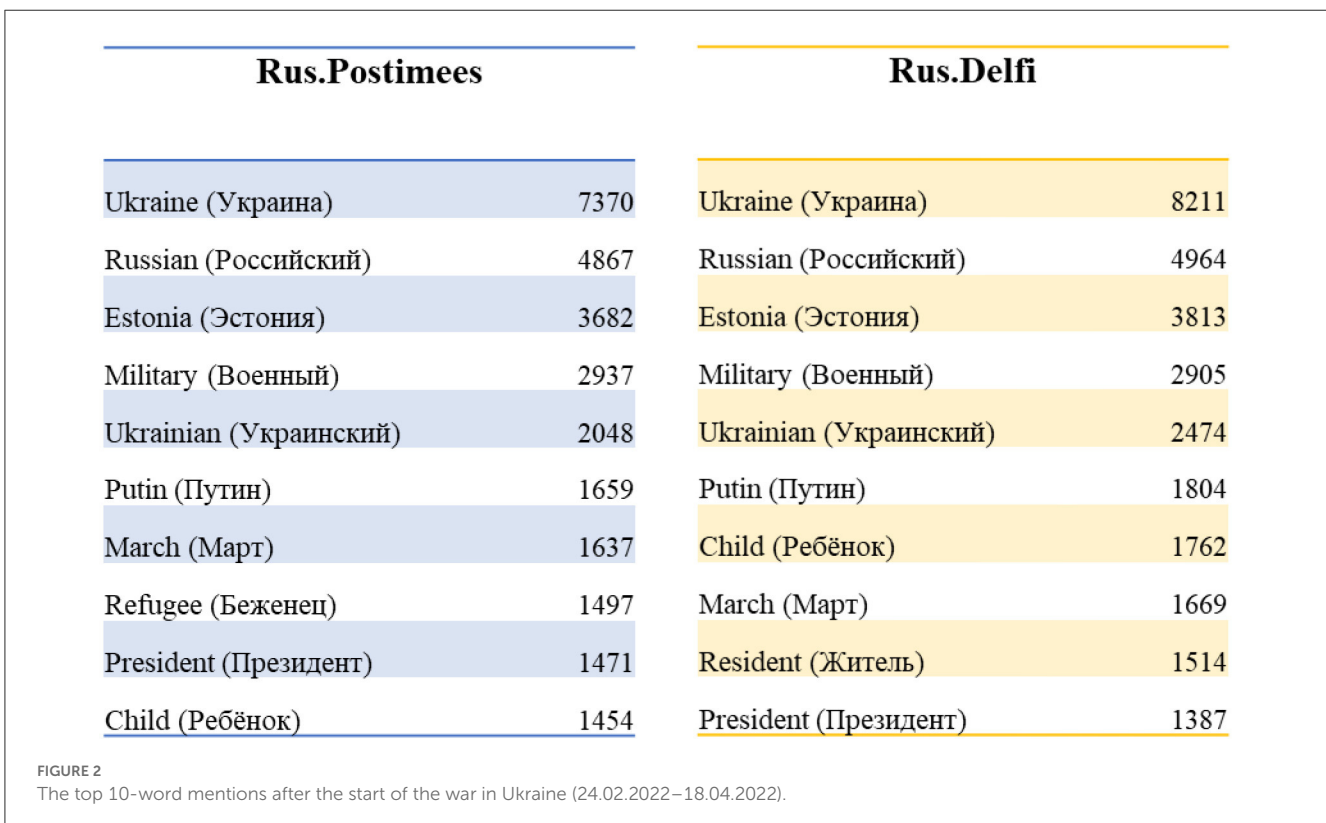 Rus.Postimees
Ukraine (Украина) 7370
Russian (Российский) 4867
Estonia (Эстония) 3682
Military (Военный) 2937
Ukrainian (Украинский) 2048
Putin (Путин) 1659
March (Март) 1637
Refugee (Беженец) 1497
President (Президент) 1471
Child (Ребёнок) 1454
Rus.Delfi
Ukraine (Украина) 8211
Russian (Российский) 4964
Estonia (Эстония) 3813
Military (Военный) 2905
Ukrainian (Украинский) 2474
Putin (Путин) 1804
Child (Ребёнок) 1762
March (Март) 1669
Resident (Житель) 1514
President (Президент) 1387
FIGURE 2
The top 10-word mentions after the start of the war in Ukraine (24.02.2022–18.04.2022).